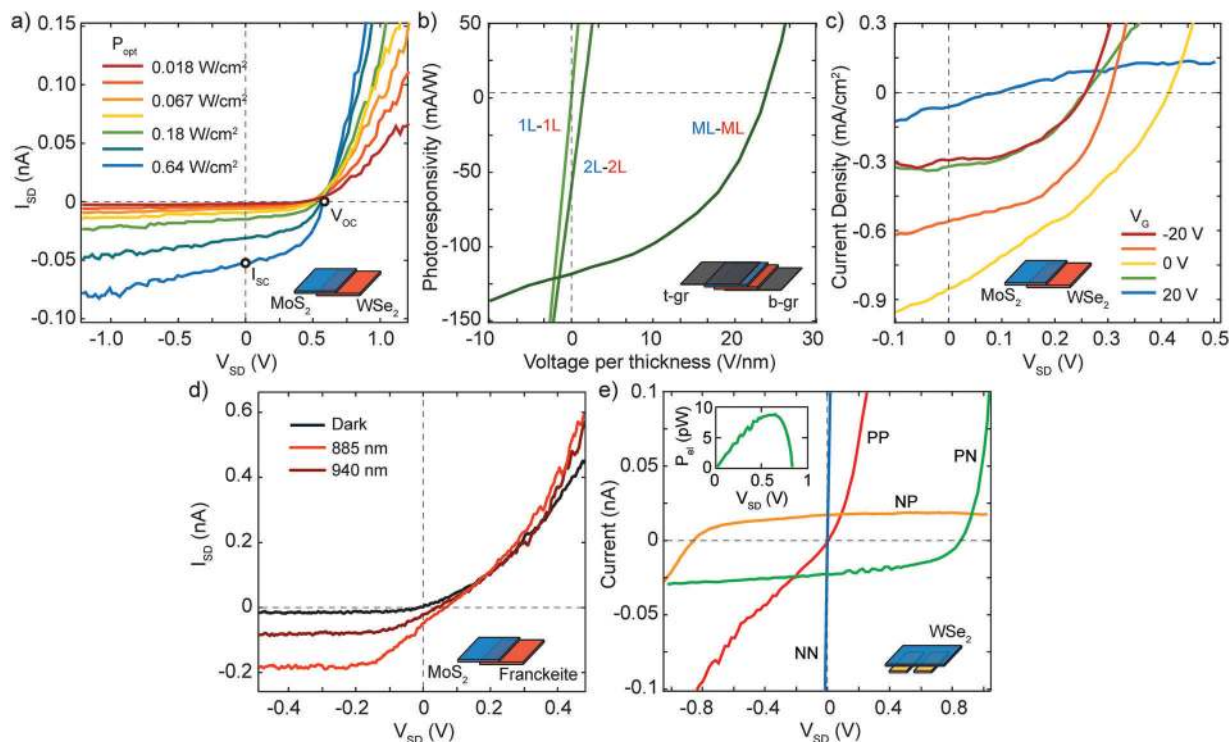 a)
0.15
0.10
0.05
0
-0.05
-0.10
I_SD (nA)
P_opt
0.018 W/cm²
0.067 W/cm²
0.18 W/cm²
0.64 W/cm²
V_OC
I_SC
MoS₂
WSe₂
-1.0
-0.5
0
0.5
1.0
V_SD (V)
b)
50
0
-50
-100
-150
Photoresponsivity (mA/W)
1L-1L
2L-2L
ML-ML
t-gr
b-gr
-10
0
10
20
30
Voltage per thickness (V/nm)
c)
0.3
0
-0.3
-0.6
-0.9
Current Density (mA/cm²)
V_G
-20 V
0 V
20 V
MoS₂
WSe₂
-0.1
0
0.1
0.2
0.3
0.4
0.5
V_SD (V)
d)
0.6
0.4
0.2
0
-0.2
I_SD (nA)
Dark
885 nm
940 nm
MoS₂
Franckeite
-0.4
-0.2
0
0.2
0.4
V_SD (V)
e)
0.1
0.05
0
-0.05
-0.1
Current (nA)
10
5
0
P_el (pW)
0
0.5
1
V_SD (V)
PP
PN
NP
NN
WSe₂
-0.8
-0.4
0
0.4
0.8
V_SD (V)